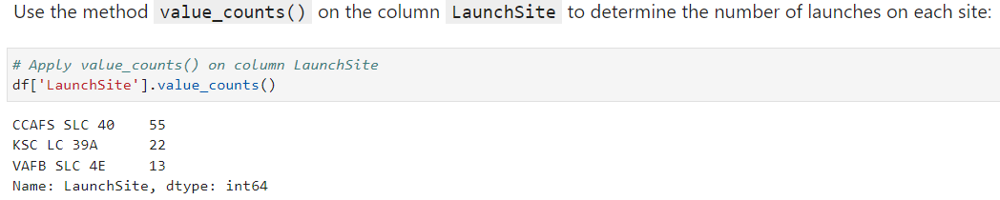 Use the method value_counts() on the column LaunchSite to determine the number of launches on each site:
# Apply value_counts() on column LaunchSite
df['LaunchSite'].value_counts()
CCAFS SLC 40    55
KSC LC 39A      22
VAFB SLC 4E     13
Name: LaunchSite, dtype: int64